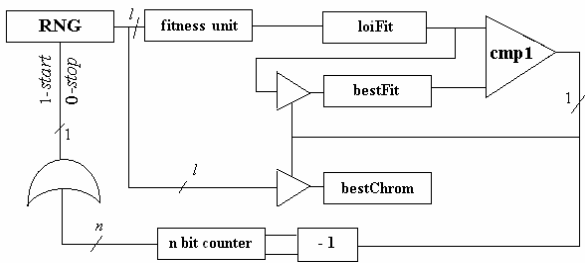 RNG
l
fitness unit
loiFit
cmp1
1-start
0-stop
bestFit
1
1
l
bestChrom
n
n bit counter
- 1